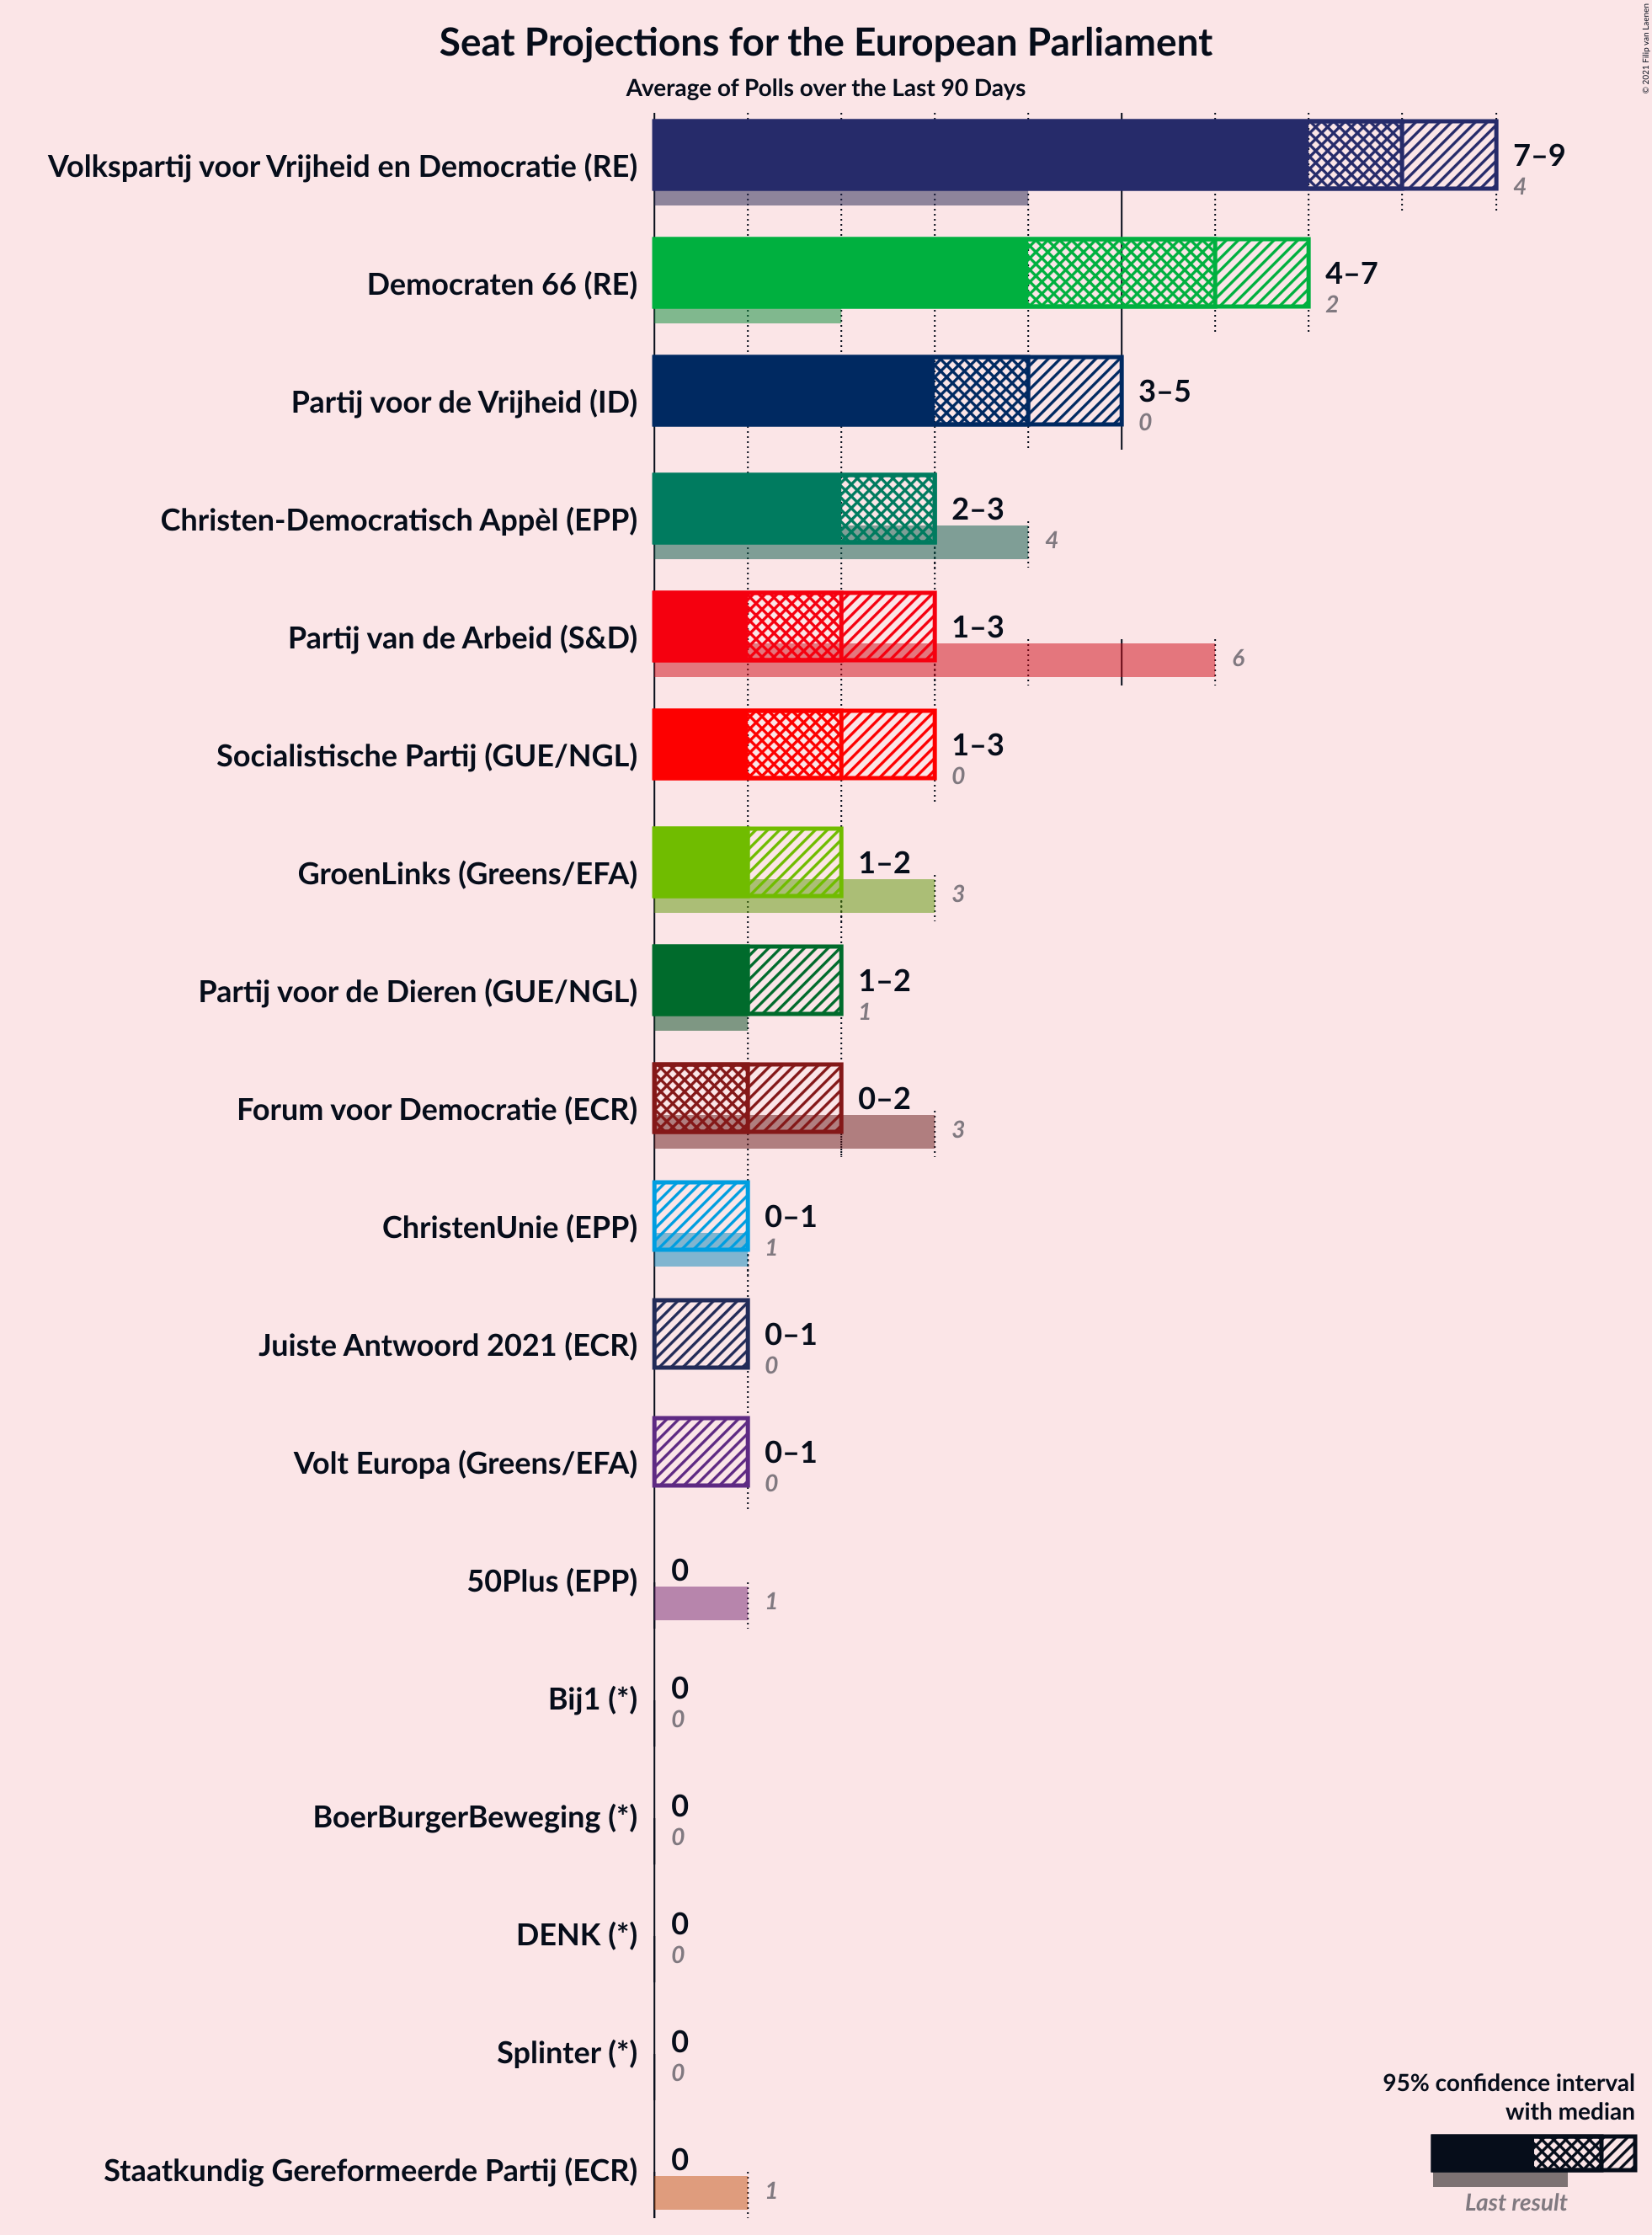 Seat Projections for the European Parliament
Average of Polls over the Last 90 Days
© 2021 Filip van Laenen
Volkspartij voor Vrijheid en Democratie (RE)
7–9
4
Democraten 66 (RE)
4–7
2
Partij voor de Vrijheid (ID)
3–5
0
Christen-Democratisch Appèl (EPP)
2–3
4
Partij van de Arbeid (S&D)
1–3
6
Socialistische Partij (GUE/NGL)
1–3
0
GroenLinks (Greens/EFA)
1–2
3
Partij voor de Dieren (GUE/NGL)
1–2
1
Forum voor Democratie (ECR)
0–2
3
ChristenUnie (EPP)
0–1
1
Juiste Antwoord 2021 (ECR)
0–1
0
Volt Europa (Greens/EFA)
0–1
0
50Plus (EPP)
0
1
Bij1 (*)
0
0
BoerBurgerBeweging (*)
0
0
DENK (*)
0
0
Splinter (*)
0
0
Staatkundig Gereformeerde Partij (ECR)
0
1
95% confidence interval
with median
Last result